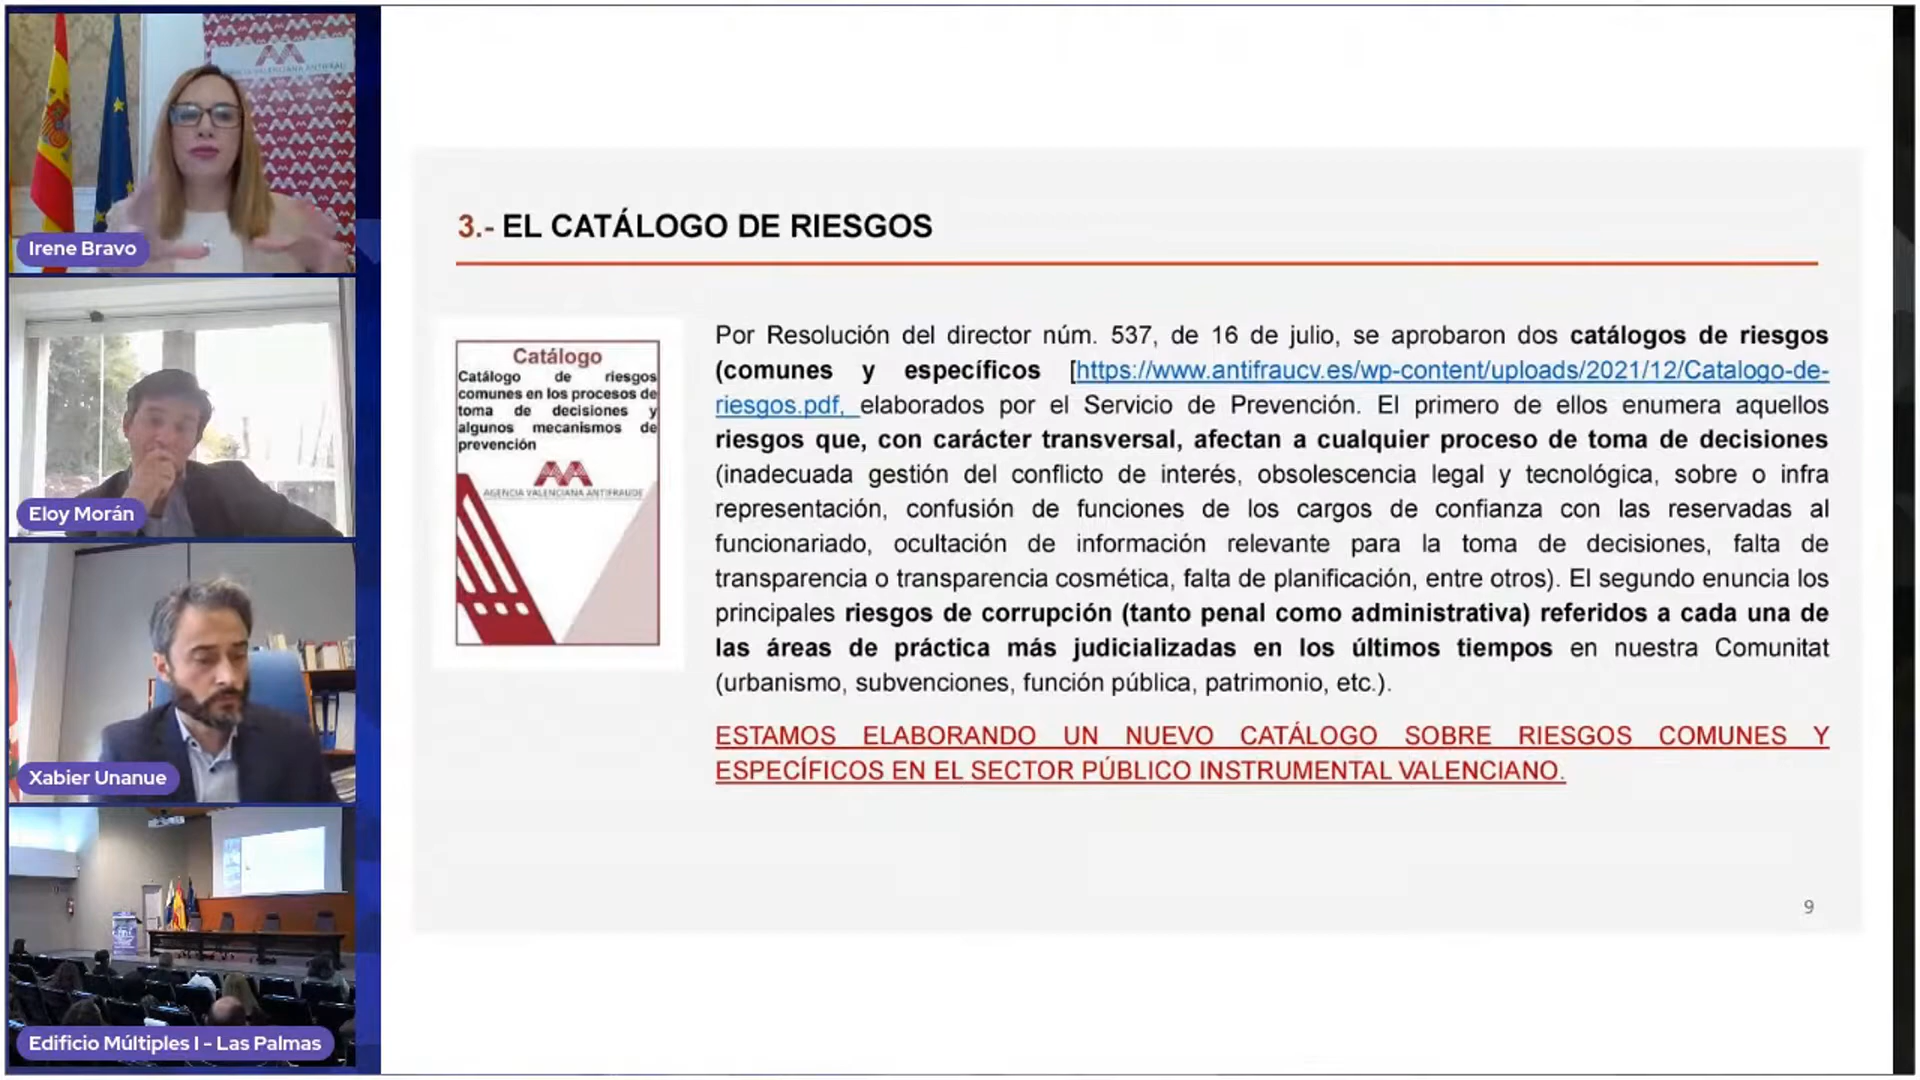 AGENCIA VALENCIANA ANTIFRAU
Irene Bravo
Eloy Morán
Xabier Unanue
Edificio Múltiples I - Las Palmas
3.- EL CATÁLOGO DE RIESGOS
Catálogo
Catálogo de riesgos
comunes en los procesos de
toma de decisiones y
algunos mecanismos de
prevención
AGENCIA VALENCIANA ANTIFRAUDE
Por Resolución del director núm. 537, de 16 de julio, se aprobaron dos catálogos de riesgos
(comunes y específicos [https://www.antifraucv.es/wp-content/uploads/2021/12/Catalogo-de-
riesgos.pdf, elaborados por el Servicio de Prevención. El primero de ellos enumera aquellos
riesgos que, con carácter transversal, afectan a cualquier proceso de toma de decisiones
(inadecuada gestión del conflicto de interés, obsolescencia legal y tecnológica, sobre o infra
representación, confusión de funciones de los cargos de confianza con las reservadas al
funcionariado, ocultación de información relevante para la toma de decisiones, falta de
transparencia o transparencia cosmética, falta de planificación, entre otros). El segundo enuncia los
principales riesgos de corrupción (tanto penal como administrativa) referidos a cada una de
las áreas de práctica más judicializadas en los últimos tiempos en nuestra Comunitat
(urbanismo, subvenciones, función pública, patrimonio, etc.).
ESTAMOS ELABORANDO UN NUEVO CATÁLOGO SOBRE RIESGOS COMUNES Y
ESPECÍFICOS EN EL SECTOR PÚBLICO INSTRUMENTAL VALENCIANO.
9